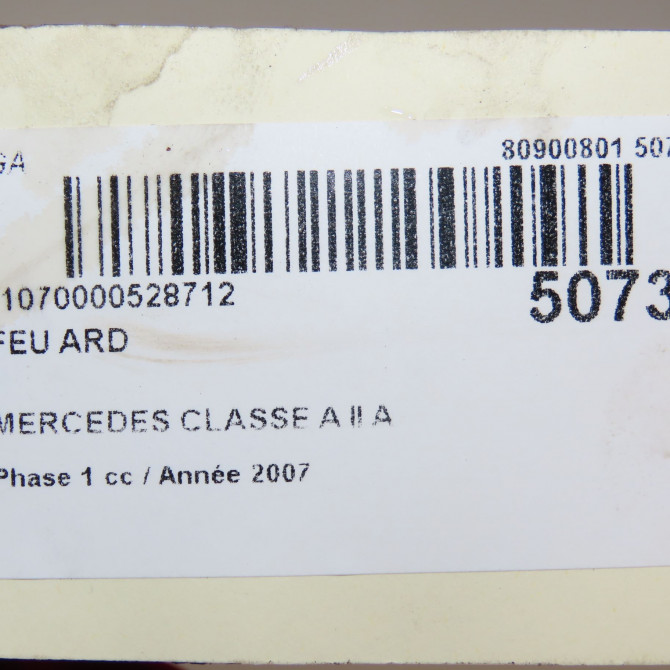 GA
80900801 507
1070000528712
5073
FEU ARD
MERCEDES CLASSE A II A
Phase 1 cc / Année 2007